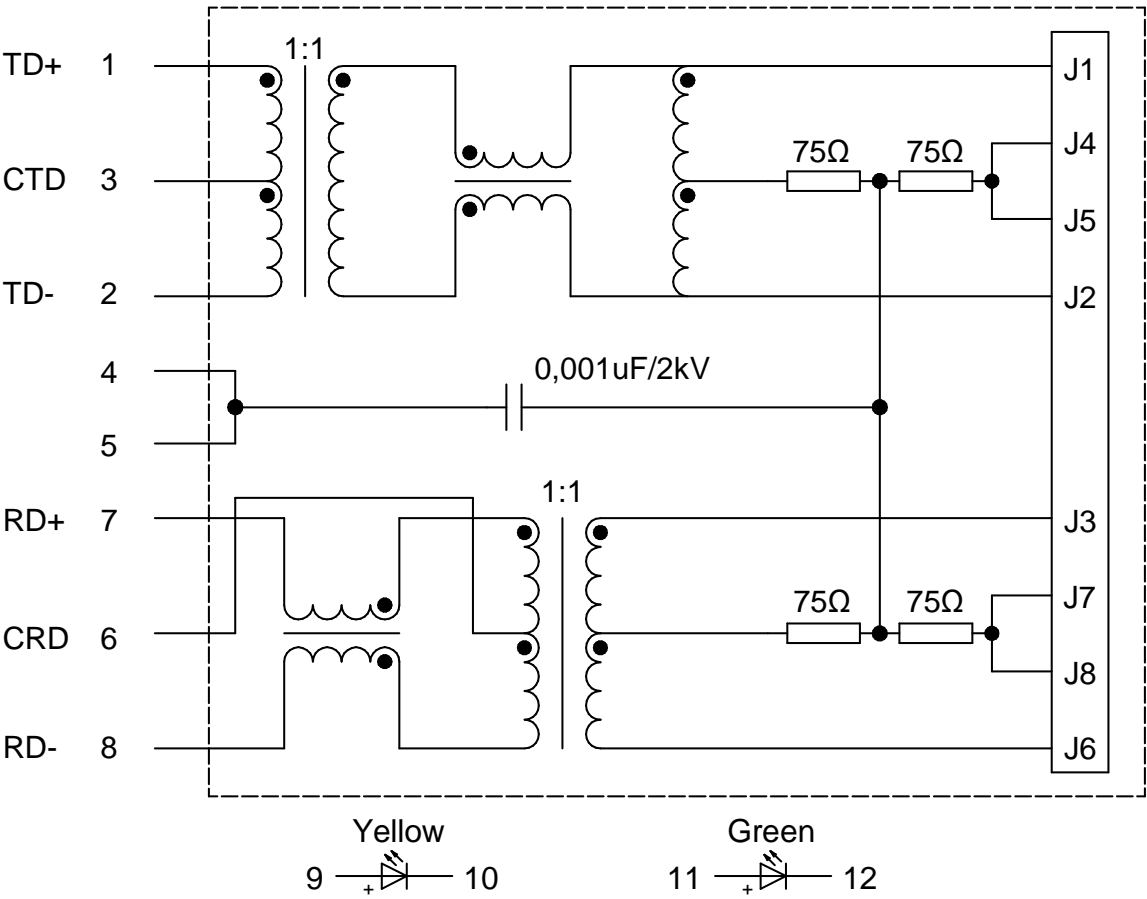 1:1
TD+ 1
J1
75Ω 75Ω
J4
CTD 3
J5
TD- 2
J2
4
0,001uF/2kV
5
1:1
RD+ 7
J3
75Ω 75Ω
J7
CRD 6
J8
RD- 8
J6
Yellow
Green
9 + 10
11 + 12